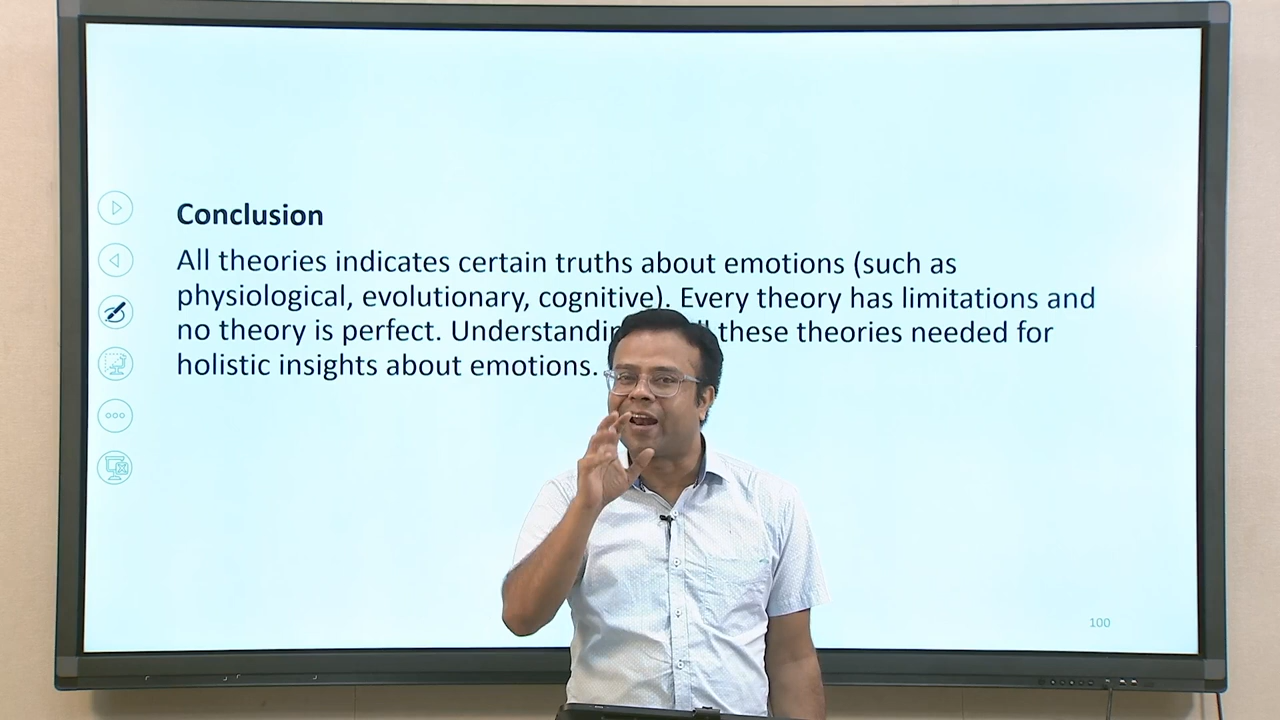 Conclusion
All theories indicates certain truths about emotions (such as
physiological, evolutionary, cognitive). Every theory has limitations and
no theory is perfect. these theories needed for
holistic insights about emotions.
100